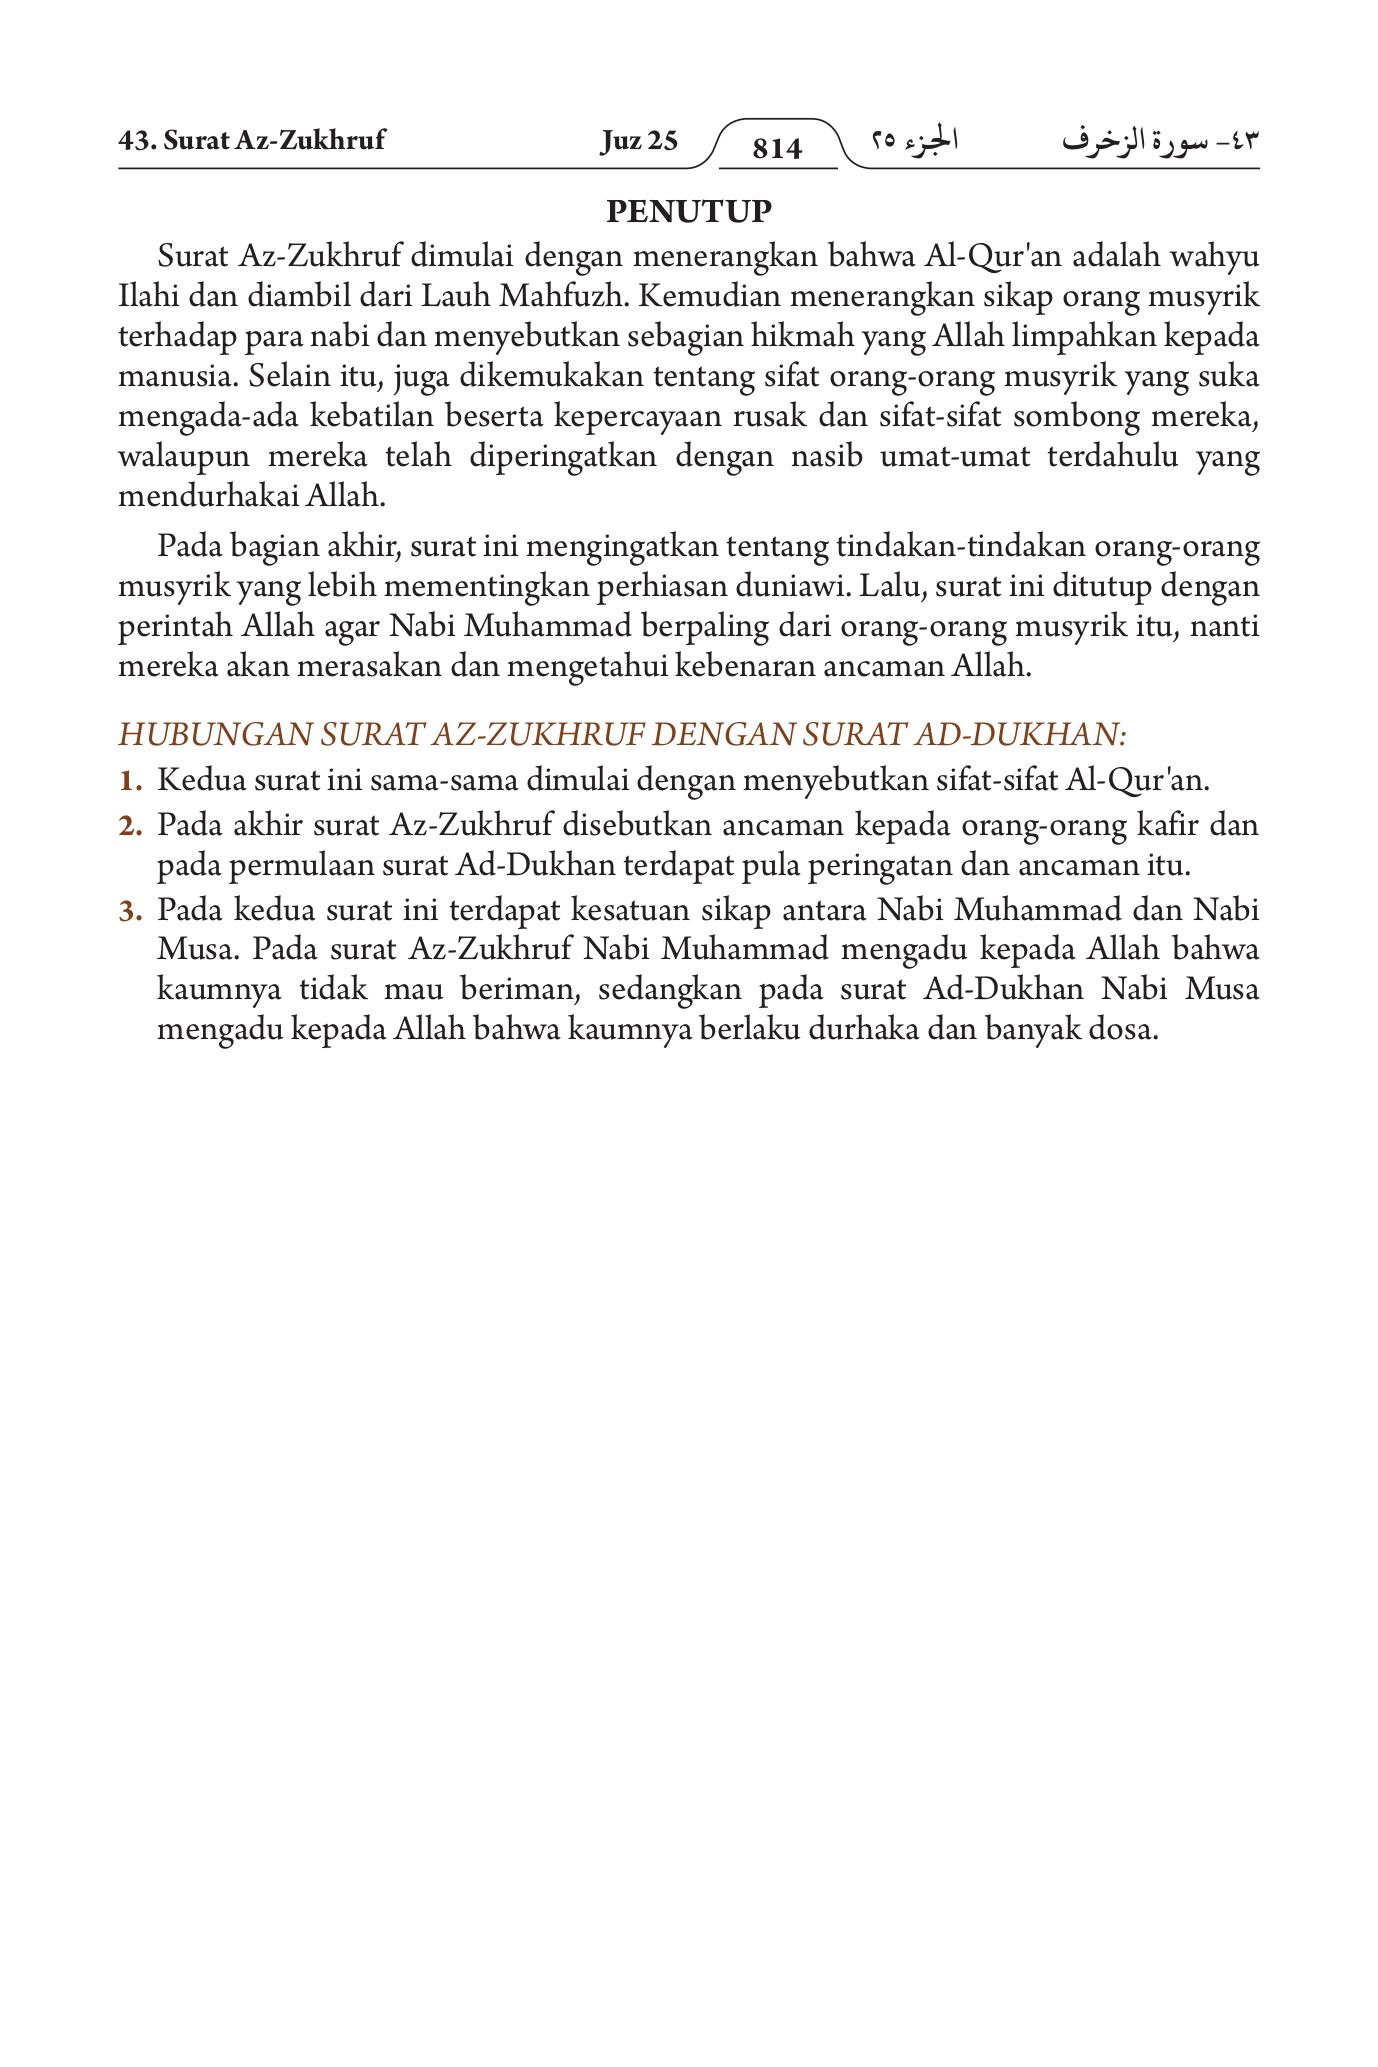 43. Surat Az-Zukhruf Juz 25 814 الجزء ٢٥ ٤٣- سورة الزخرف
PENUTUP
Surat Az-Zukhruf dimulai dengan menerangkan bahwa Al-Qur'an adalah wahyu
Ilahi dan diambil dari Lauh Mahfuzh. Kemudian menerangkan sikap orang musyrik
terhadap para nabi dan menyebutkan sebagian hikmah yang Allah limpahkan kepada
manusia. Selain itu, juga dikemukakan tentang sifat orang-orang musyrik yang suka
mengada-ada kebatilan beserta kepercayaan rusak dan sifat-sifat sombong mereka,
walaupun mereka telah diperingatkan dengan nasib umat-umat terdahulu yang
mendurhakai Allah.
Pada bagian akhir, surat ini mengingatkan tentang tindakan-tindakan orang-orang
musyrik yang lebih mementingkan perhiasan duniawi. Lalu, surat ini ditutup dengan
perintah Allah agar Nabi Muhammad berpaling dari orang-orang musyrik itu, nanti
mereka akan merasakan dan mengetahui kebenaran ancaman Allah.
HUBUNGAN SURAT AZ-ZUKHRUF DENGAN SURAT AD-DUKHAN:
1. Kedua surat ini sama-sama dimulai dengan menyebutkan sifat-sifat Al-Qur'an.
2. Pada akhir surat Az-Zukhruf disebutkan ancaman kepada orang-orang kafir dan
pada permulaan surat Ad-Dukhan terdapat pula peringatan dan ancaman itu.
3. Pada kedua surat ini terdapat kesatuan sikap antara Nabi Muhammad dan Nabi
Musa. Pada surat Az-Zukhruf Nabi Muhammad mengadu kepada Allah bahwa
kaumnya tidak mau beriman, sedangkan pada surat Ad-Dukhan Nabi Musa
mengadu kepada Allah bahwa kaumnya berlaku durhaka dan banyak dosa.